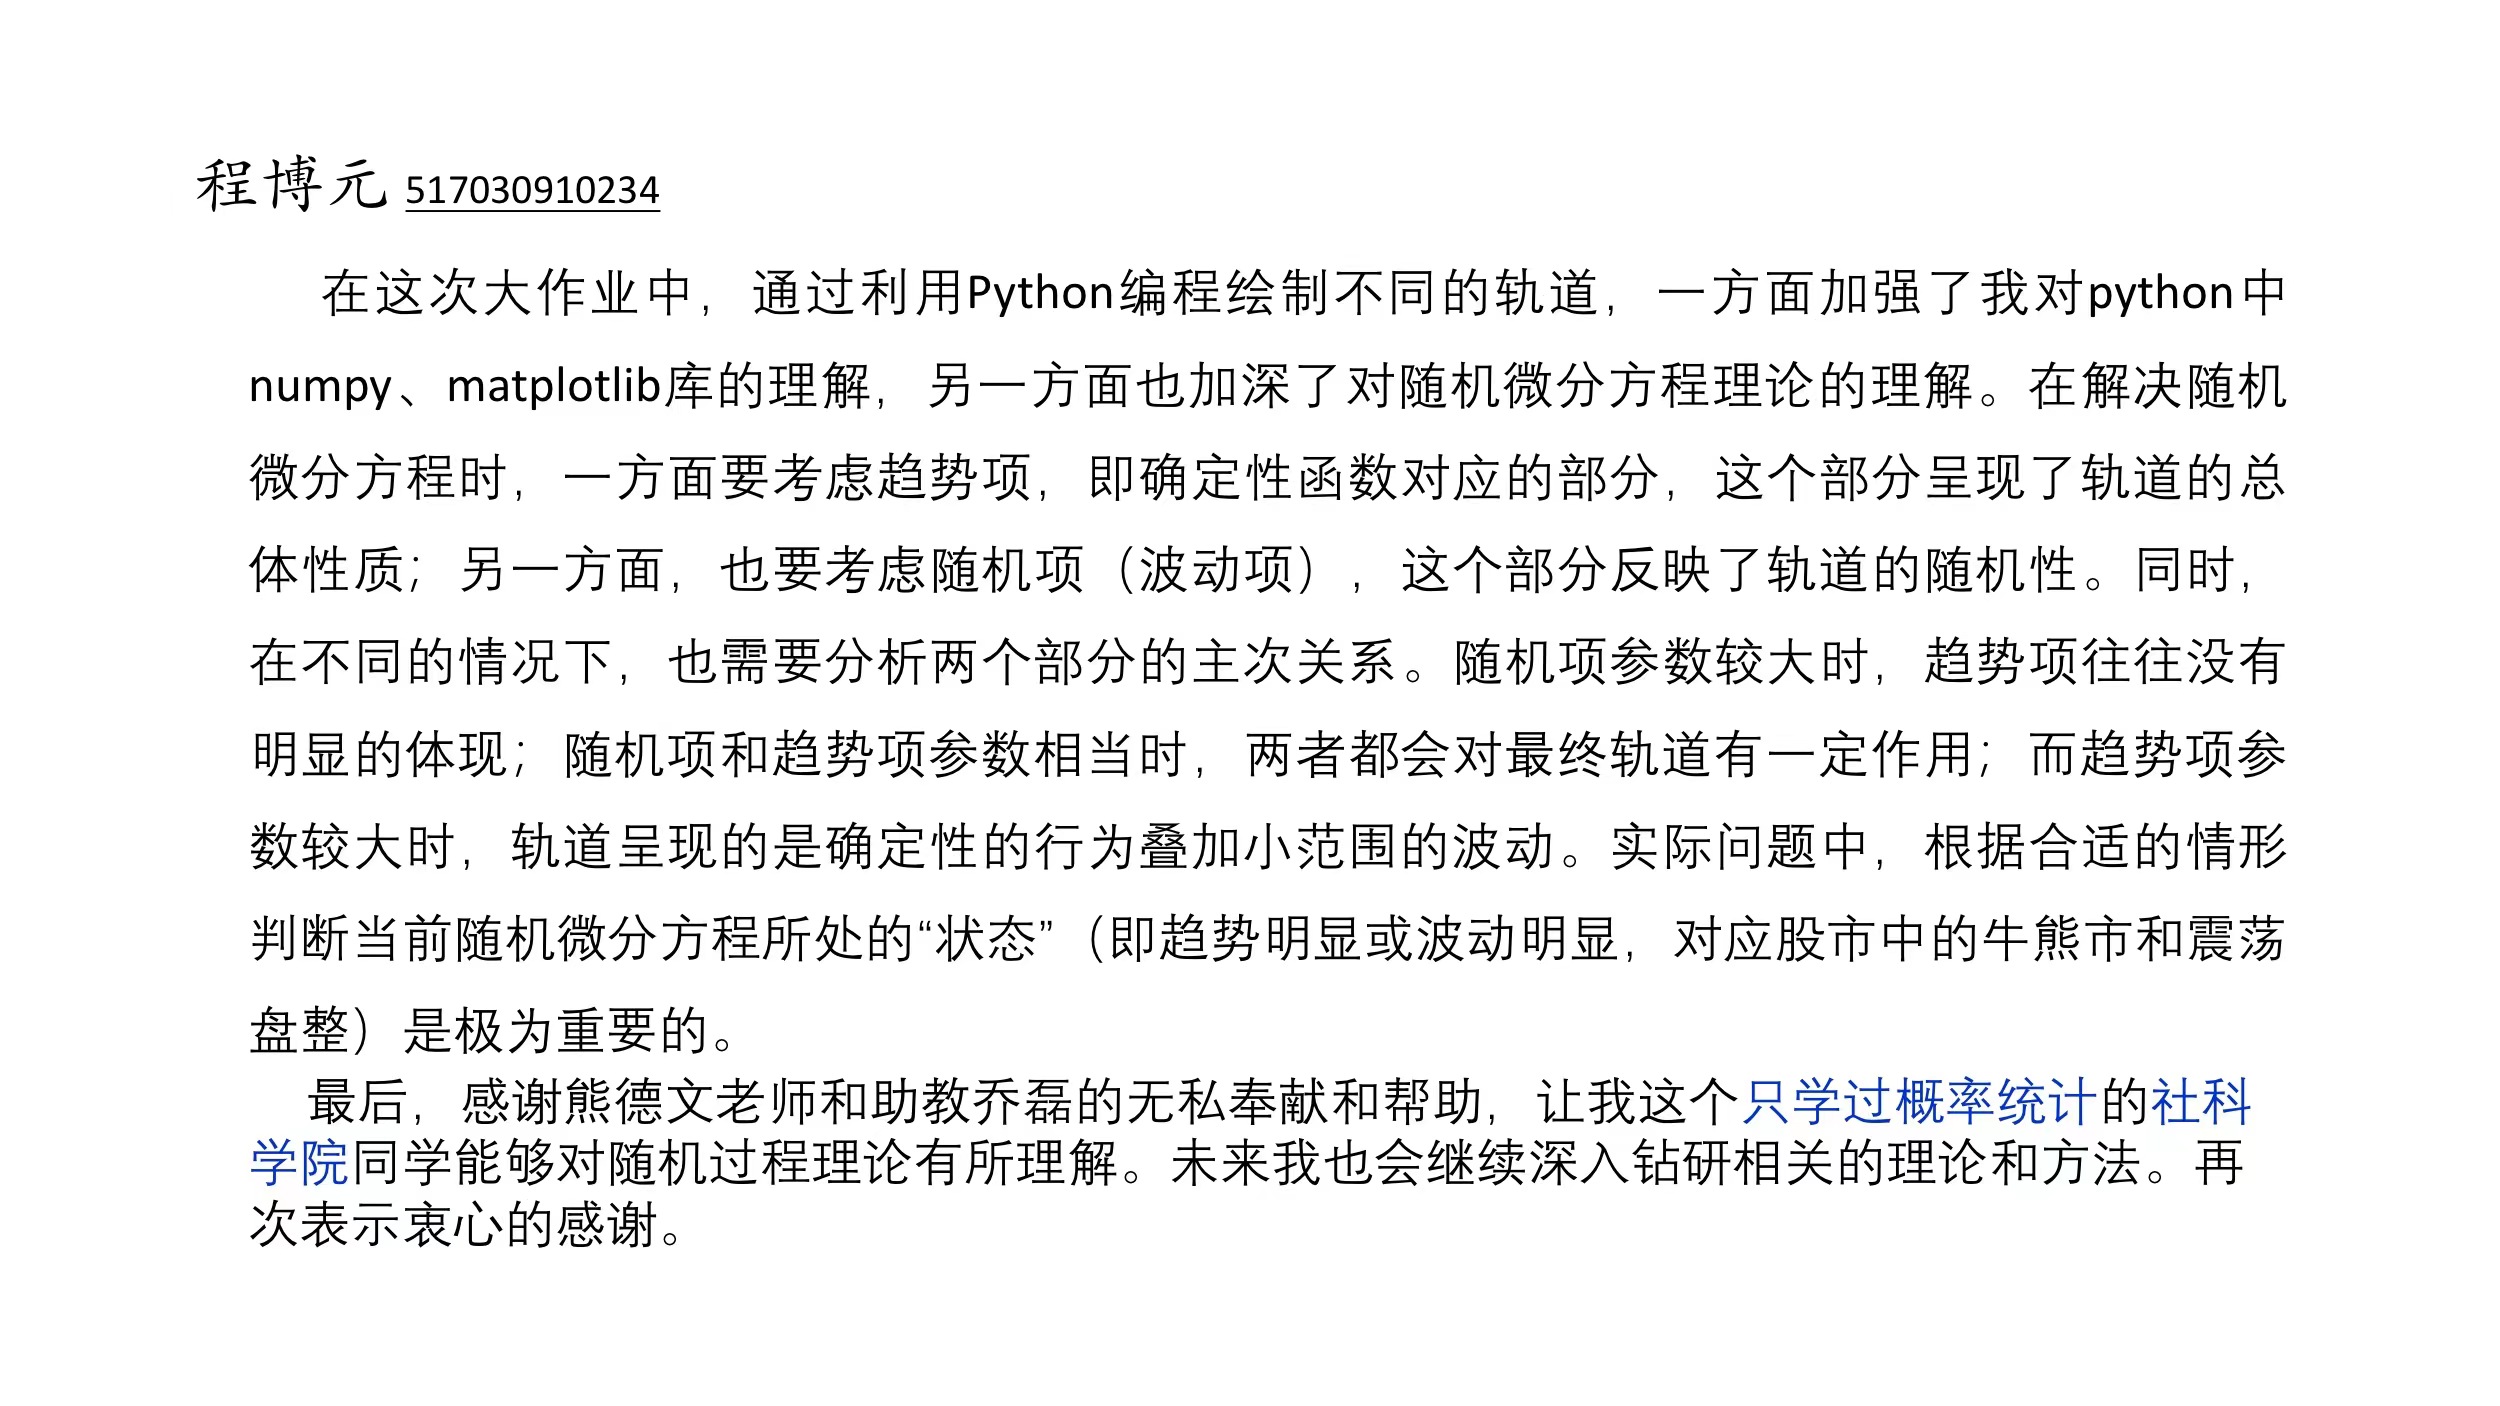 程博元 517030910234
在这次大作业中，通过利用Python编程绘制不同的轨道，一方面加强了我对python中
numpy、matplotlib库的理解，另一方面也加深了对随机微分方程理论的理解。在解决随机
微分方程时，一方面要考虑趋势项，即确定性函数对应的部分，这个部分呈现了轨道的总
体性质；另一方面，也要考虑随机项（波动项），这个部分反映了轨道的随机性。同时，
在不同的情况下，也需要分析两个部分的主次关系。随机项参数较大时，趋势项往往没有
明显的体现；随机项和趋势项参数相当时，两者都会对最终轨道有一定作用；而趋势项参
数较大时，轨道呈现的是确定性的行为叠加小范围的波动。实际问题中，根据合适的情形
判断当前随机微分方程所处的“状态”（即趋势明显或波动明显，对应股市中的牛熊市和震荡
盘整）是极为重要的。
最后，感谢熊德文老师和助教乔磊的无私奉献和帮助，让我这个只学过概率统计的社科
学院同学能够对随机过程理论有所理解。未来我也会继续深入钻研相关的理论和方法。再
次表示衷心的感谢。